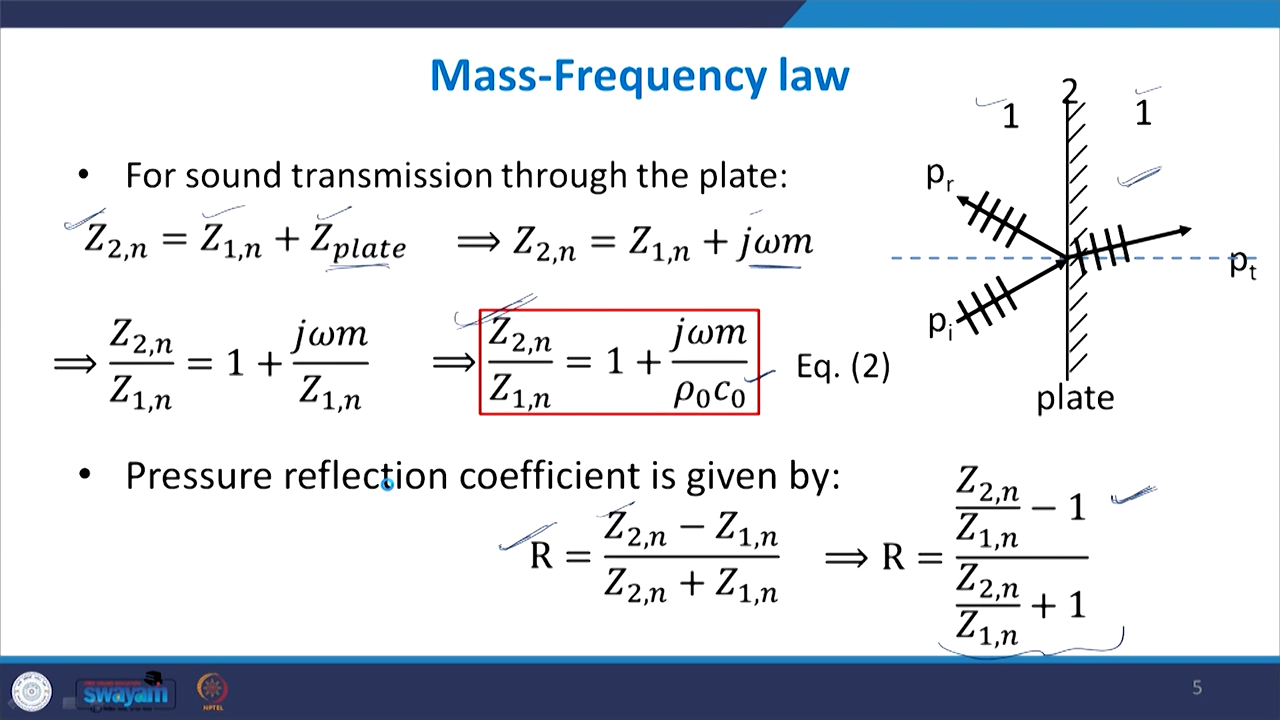 Mass-Frequency law
• For sound transmission through the plate:
Z₂,ₙ = Z₁,ₙ + Z_plate ⟹ Z₂,ₙ = Z₁,ₙ + jωm
⟹ Z₂,ₙ/Z₁,ₙ = 1 + jωm/Z₁,ₙ ⟹ Z₂,ₙ/Z₁,ₙ = 1 + jωm/ρ₀c₀ Eq. (2)
• Pressure reflection coefficient is given by:
R = (Z₂,ₙ − Z₁,ₙ)/(Z₂,ₙ + Z₁,ₙ) ⟹ R = (Z₂,ₙ/Z₁,ₙ − 1)/(Z₂,ₙ/Z₁,ₙ + 1)
2
1
1
pᵣ
pₜ
pᵢ
plate
swayam
NPTEL
5